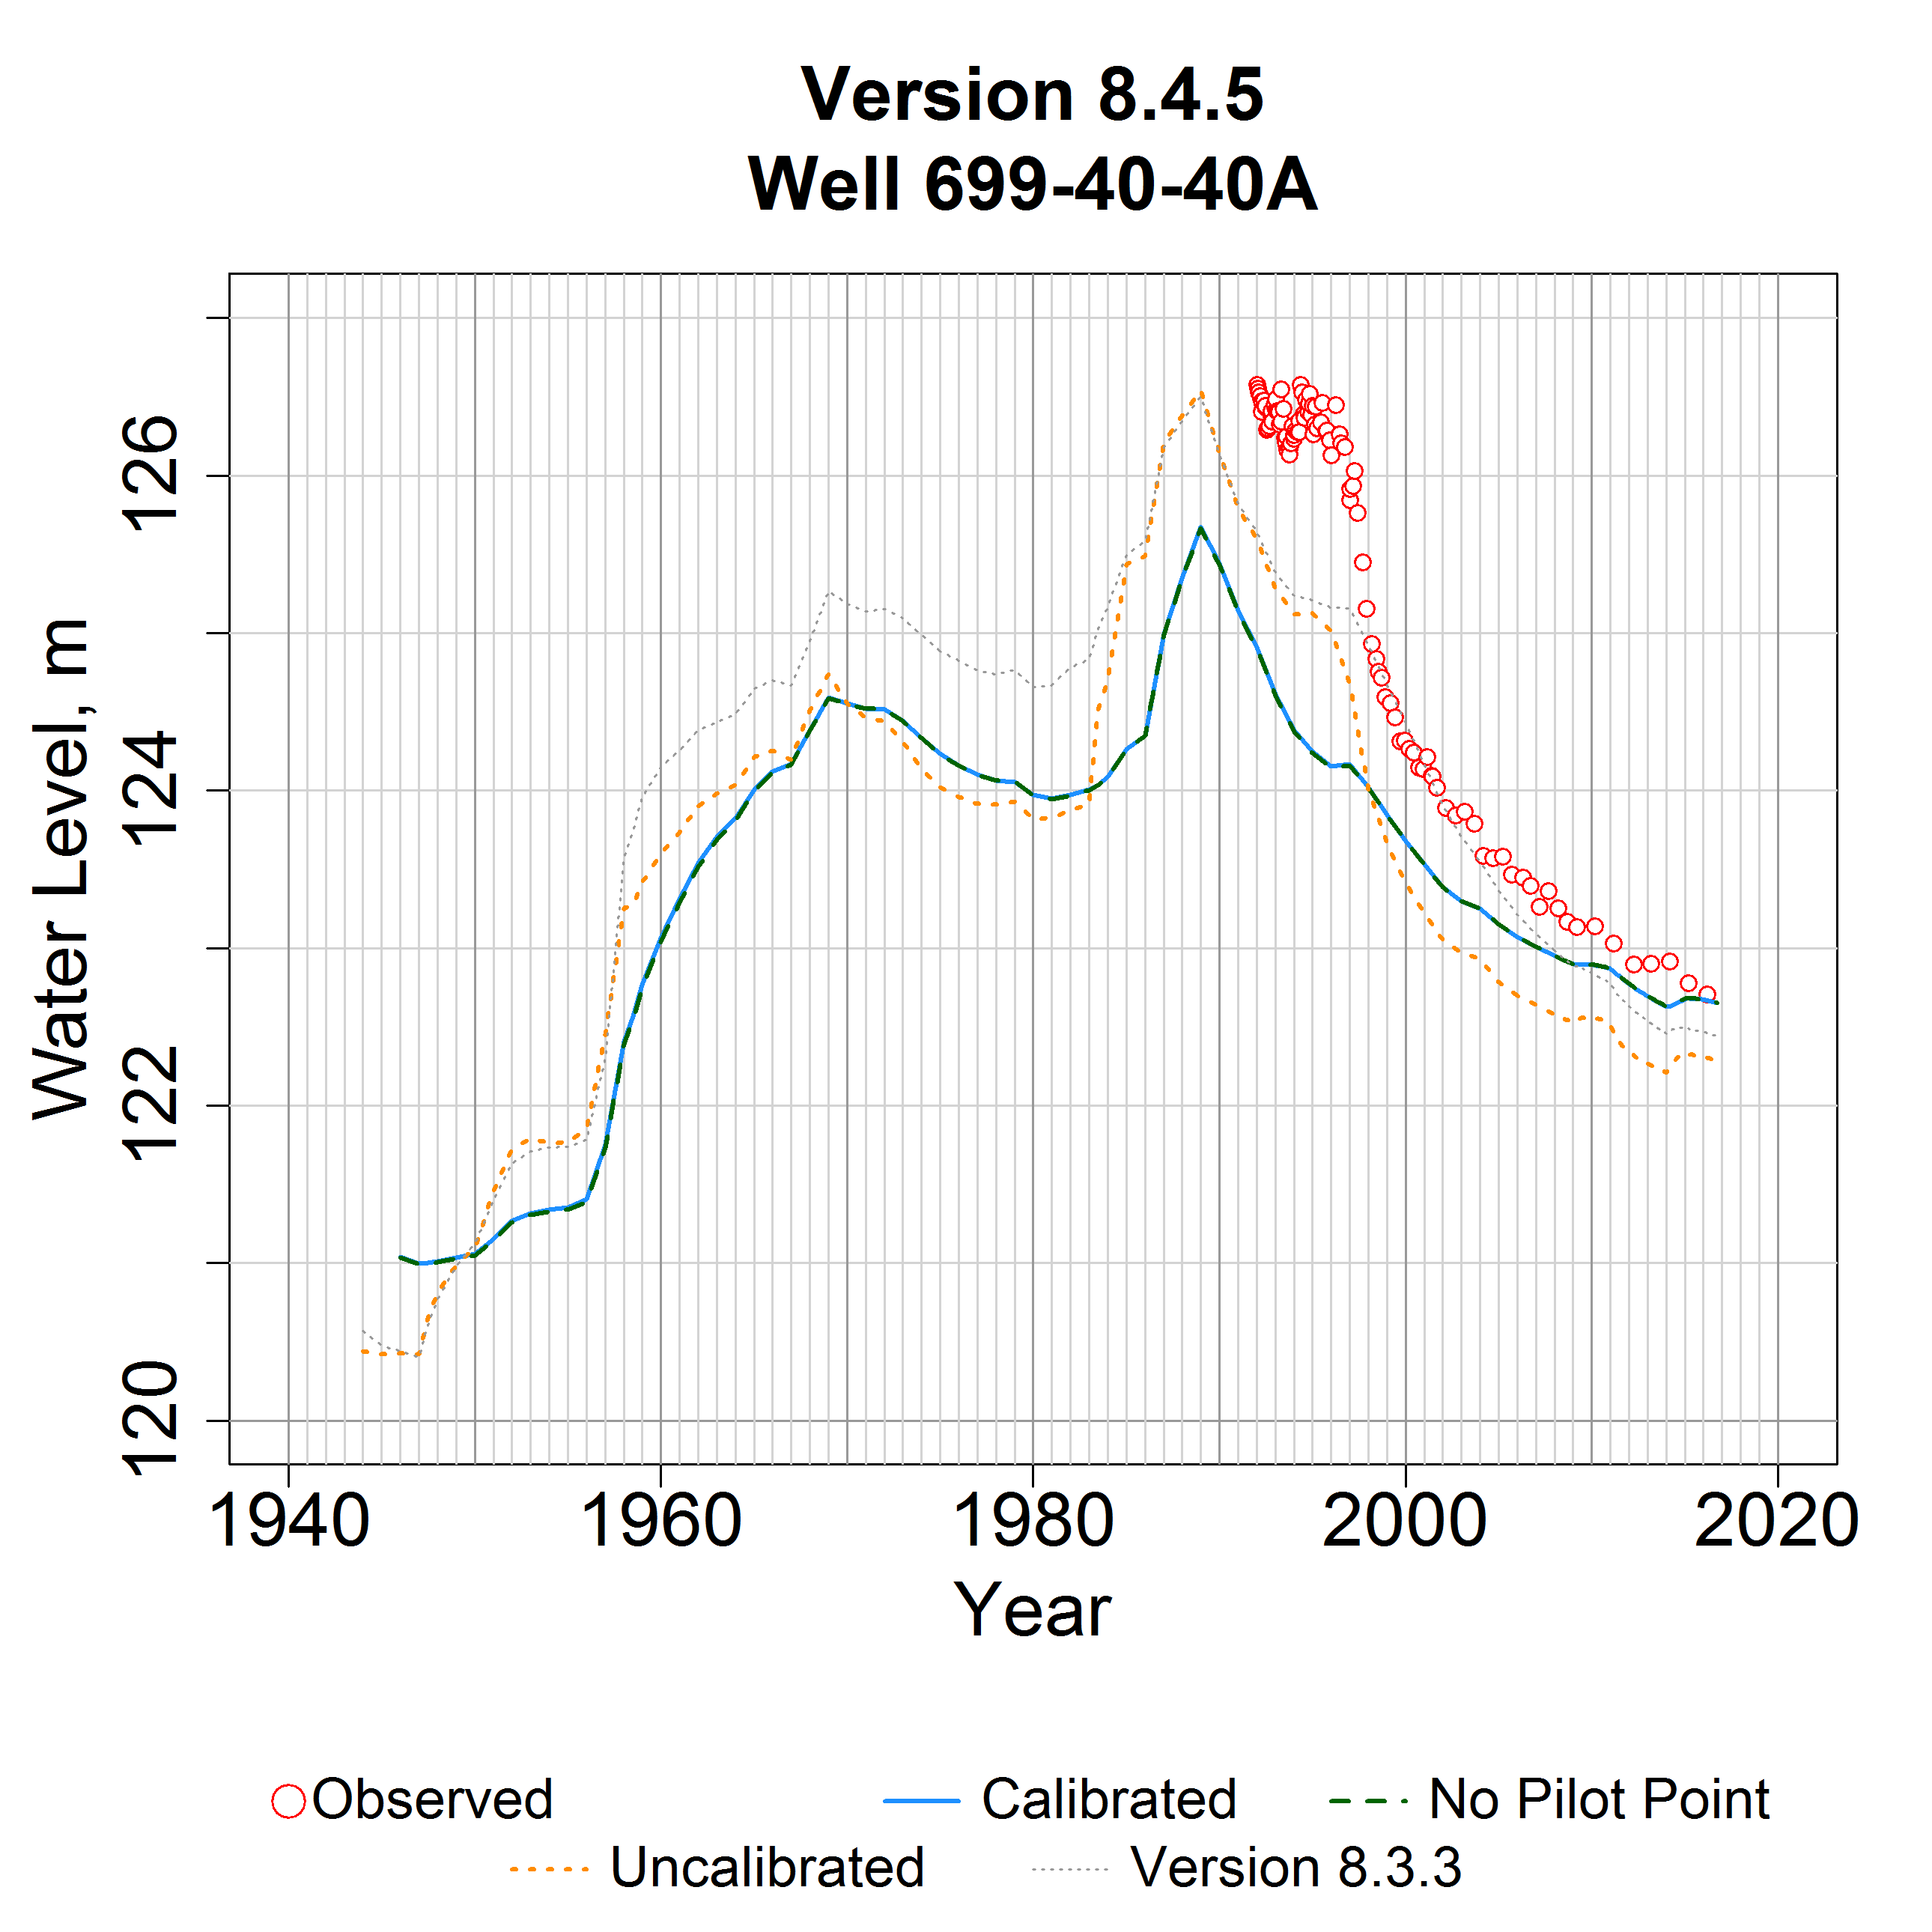 Version 8.4.5
Well 699-40-40A
Water Level, m
126
124
122
120
1940 1960 1980 2000 2020
Year
Observed Calibrated No Pilot Point
Uncalibrated Version 8.3.3